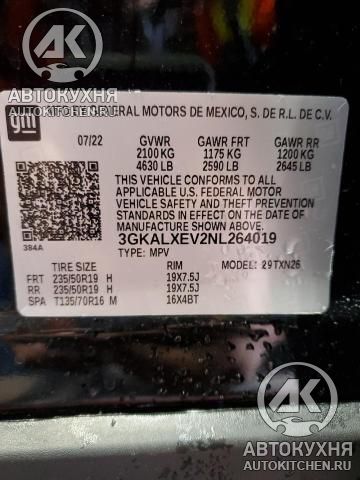 АВТОКУХНЯ
AUTOKITCHEN.RU
gm
GENERAL MOTORS DE MEXICO, S. DE R.L. DE C.V.
07/22 GVWR GAWR FRT GAWR RR
2100 KG 1175 KG 1200 KG
4630 LB 2590 LB 2645 LB
THIS VEHICLE CONFORMS TO ALL
APPLICABLE U.S. FEDERAL MOTOR
VEHICLE SAFETY AND THEFT PREVENTION
STANDARDS IN EFFECT ON THE DATE OF
MANUFACTURE SHOWN ABOVE.
3GKALXEV2NL264019
384A
TYPE: MPV MODEL: 29TXN26
TIRE SIZE RIM
FRT 235/50R19 H 19X7.5J
RR 235/50R19 H 19X7.5J
SPA T135/70R16 M 16X4BT
АВТОКУХНЯ
AUTOKITCHEN.RU